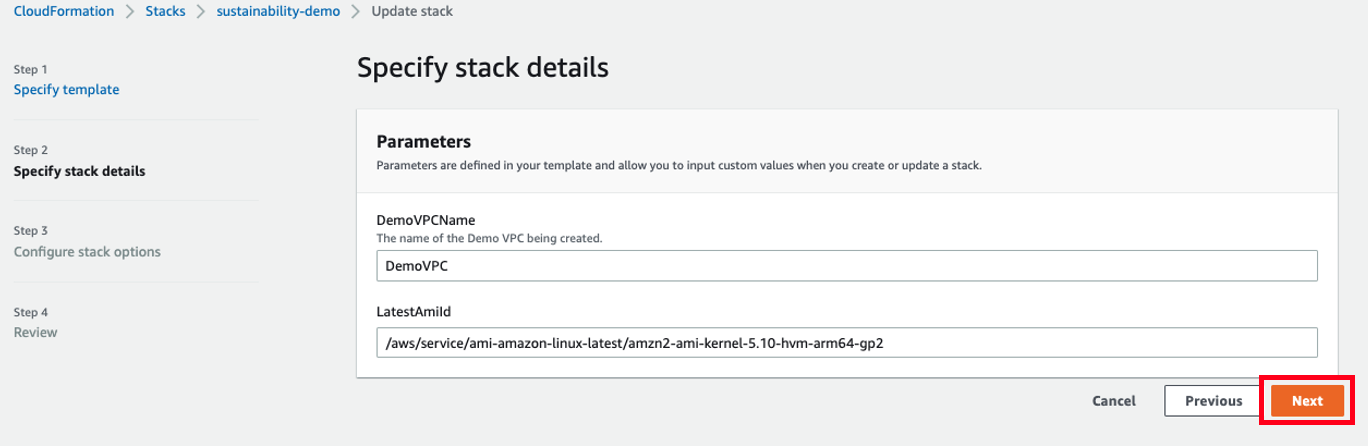 CloudFormation > Stacks > sustainability-demo > Update stack
Step 1
Specify template
Step 2
Specify stack details
Step 3
Configure stack options
Step 4
Review
Specify stack details
Parameters
Parameters are defined in your template and allow you to input custom values when you create or update a stack.
DemoVPCName
The name of the Demo VPC being created.
DemoVPC
LatestAmiId
/aws/service/ami-amazon-linux-latest/amzn2-ami-kernel-5.10-hvm-arm64-gp2
Cancel Previous Next